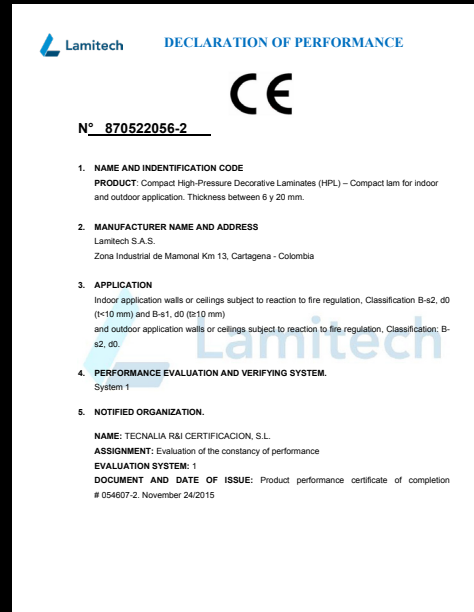 Lamitech DECLARATION OF PERFORMANCE
CE
N° 870522056-2
1. NAME AND INDENTIFICATION CODE
PRODUCT: Compact High-Pressure Decorative Laminates (HPL) – Compact lam for indoor
and outdoor application. Thickness between 6 y 20 mm.
2. MANUFACTURER NAME AND ADDRESS
Lamitech S.A.S.
Zona Industrial de Mamonal Km 13, Cartagena - Colombia
3. APPLICATION
Indoor application walls or ceilings subject to reaction to fire regulation, Classification B-s2, d0
(t<10 mm) and B-s1, d0 (t≥10 mm)
and outdoor application walls or ceilings subject to reaction to fire regulation, Classification: B-
s2, d0.
Lamitech
4. PERFORMANCE EVALUATION AND VERIFYING SYSTEM.
System 1
5. NOTIFIED ORGANIZATION.
NAME: TECNALIA R&I CERTIFICACION, S.L.
ASSIGNMENT: Evaluation of the constancy of performance
EVALUATION SYSTEM: 1
DOCUMENT AND DATE OF ISSUE: Product performance certificate of completion
# 054607-2. November 24/2015